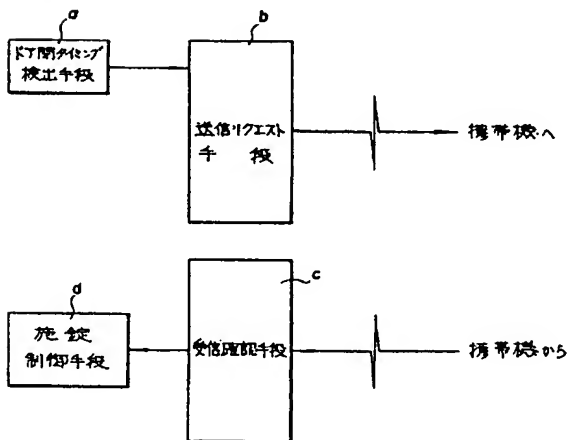 a
ドア閉タイミング
検出手段
b
送信リクエスト
手段
携帯機へ
d
施錠
制御手段
c
受信確認手段
携帯機から